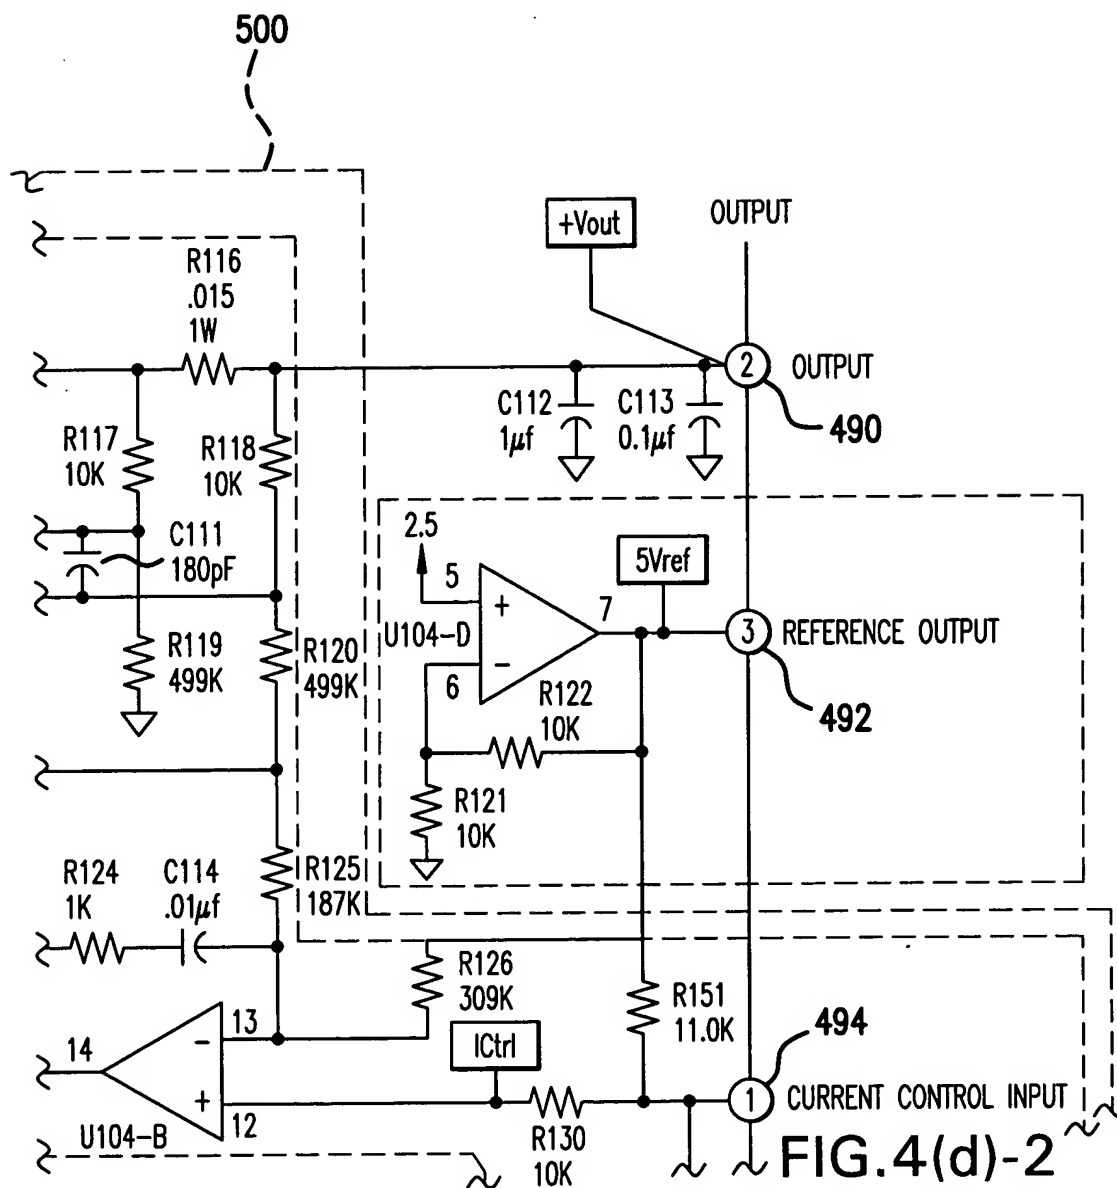 500
+Vout
OUTPUT
R116
.015
1W
2
OUTPUT
490
C112
1µf
C113
0.1µf
R117
10K
R118
10K
C111
180pF
2.5
5
+
7
5Vref
U104-D
−
6
3
REFERENCE OUTPUT
492
R119
499K
R120
499K
R122
10K
R121
10K
R124
1K
C114
.01µf
R125
187K
R126
309K
R151
11.0K
494
14
13
−
ICtrl
1
CURRENT CONTROL INPUT
+
12
U104-B
R130
10K
FIG.4(d)-2